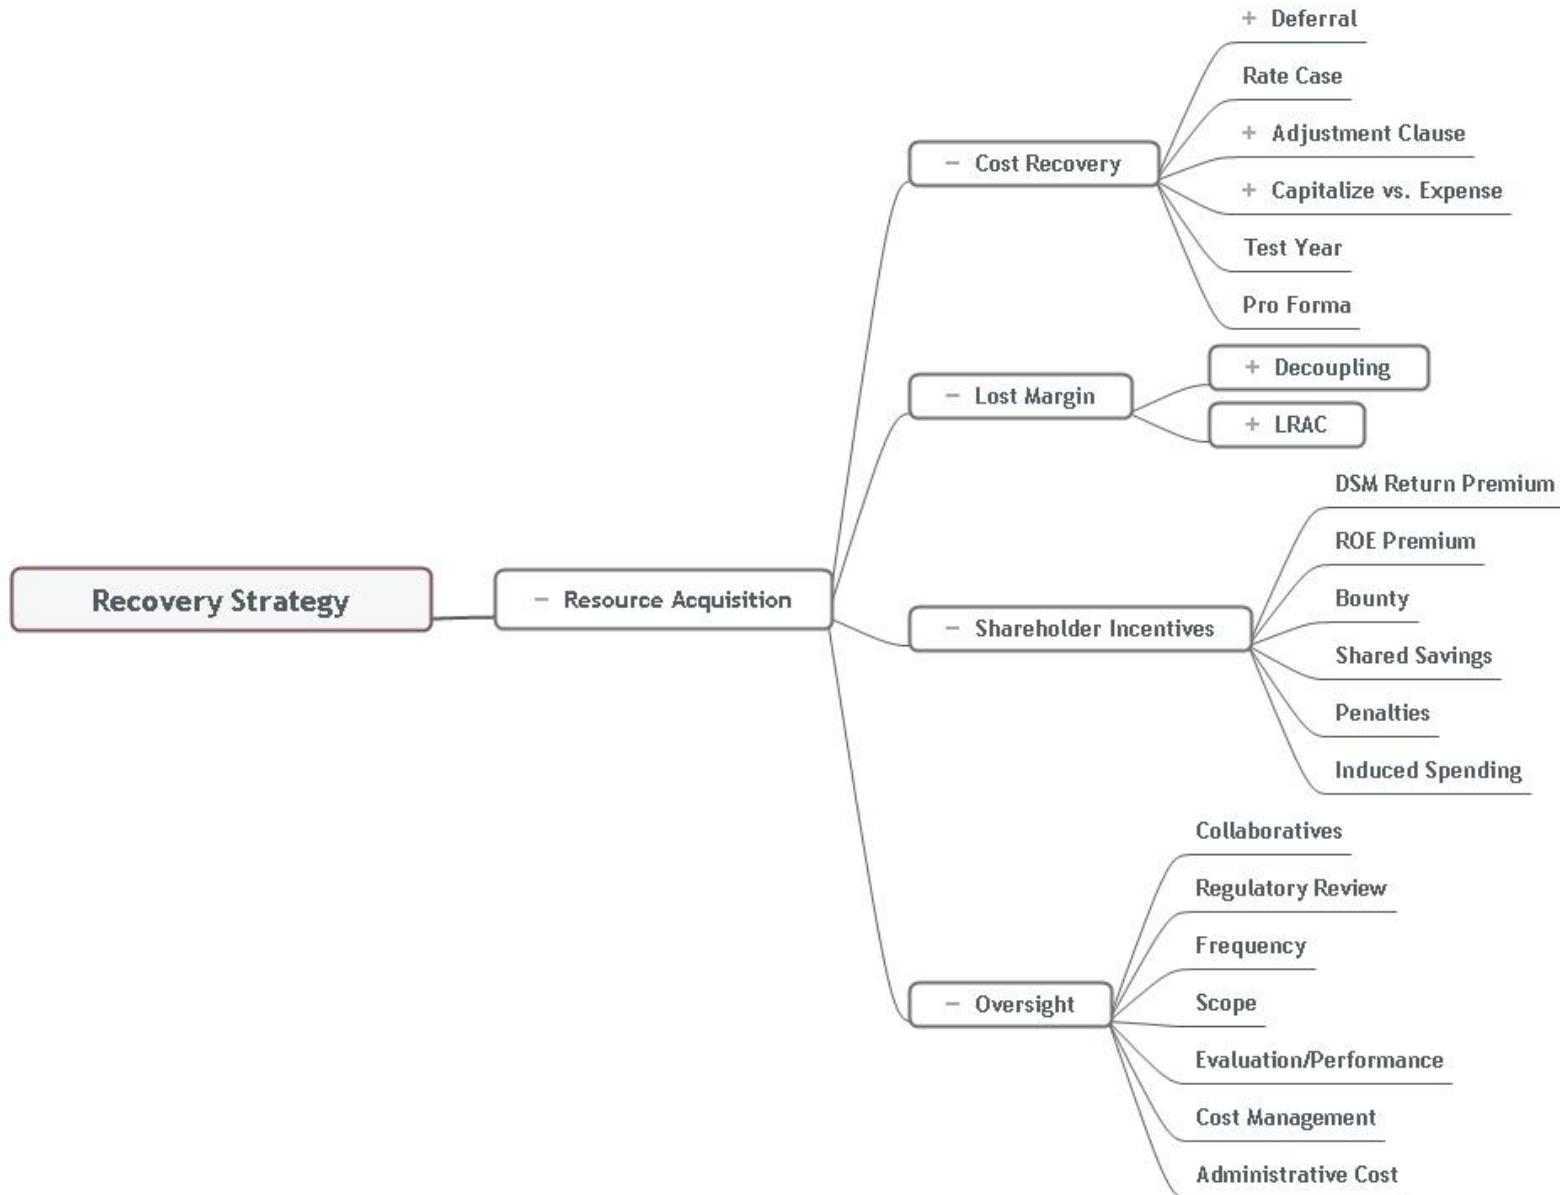 Recovery Strategy
− Resource Acquisition
− Cost Recovery
+ Deferral
Rate Case
+ Adjustment Clause
+ Capitalize vs. Expense
Test Year
Pro Forma
− Lost Margin
+ Decoupling
+ LRAC
− Shareholder Incentives
DSM Return Premium
ROE Premium
Bounty
Shared Savings
Penalties
Induced Spending
− Oversight
Collaboratives
Regulatory Review
Frequency
Scope
Evaluation/Performance
Cost Management
Administrative Cost